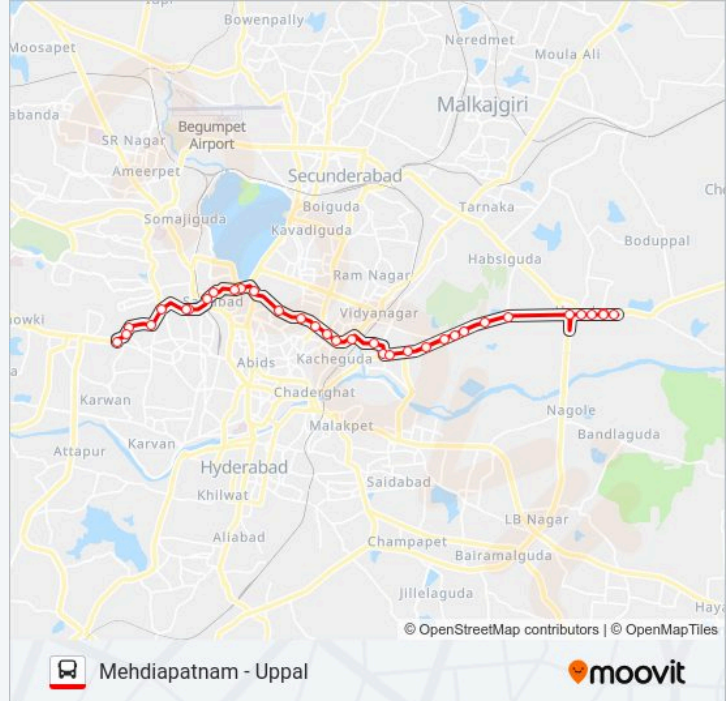 Bowenpally
Moosapet
Neredmet
Moula Ali
Malkajgiri
abanda
SR Nagar
Begumpet
Airport
Ameerpet
Secunderabad
Boiguda
Tarnaka
Somajiguda
Kavadiguda
Habsiguda
Boduppal
Ram Nagar
Vidyanagar
owki
Abids
Kacheguda
Karwan
Chaderghat
Nagole
Malakpet
Bandlaguda
Attapur
Karvan
Hyderabad
Saidabad
Khilwat
LB Nagar
Aliabad
Champapet
Bairamalguda
Jillelaguda
Haya
© OpenStreetMap contributors | © OpenMapTiles
Mehdiapatnam - Uppal
moovit